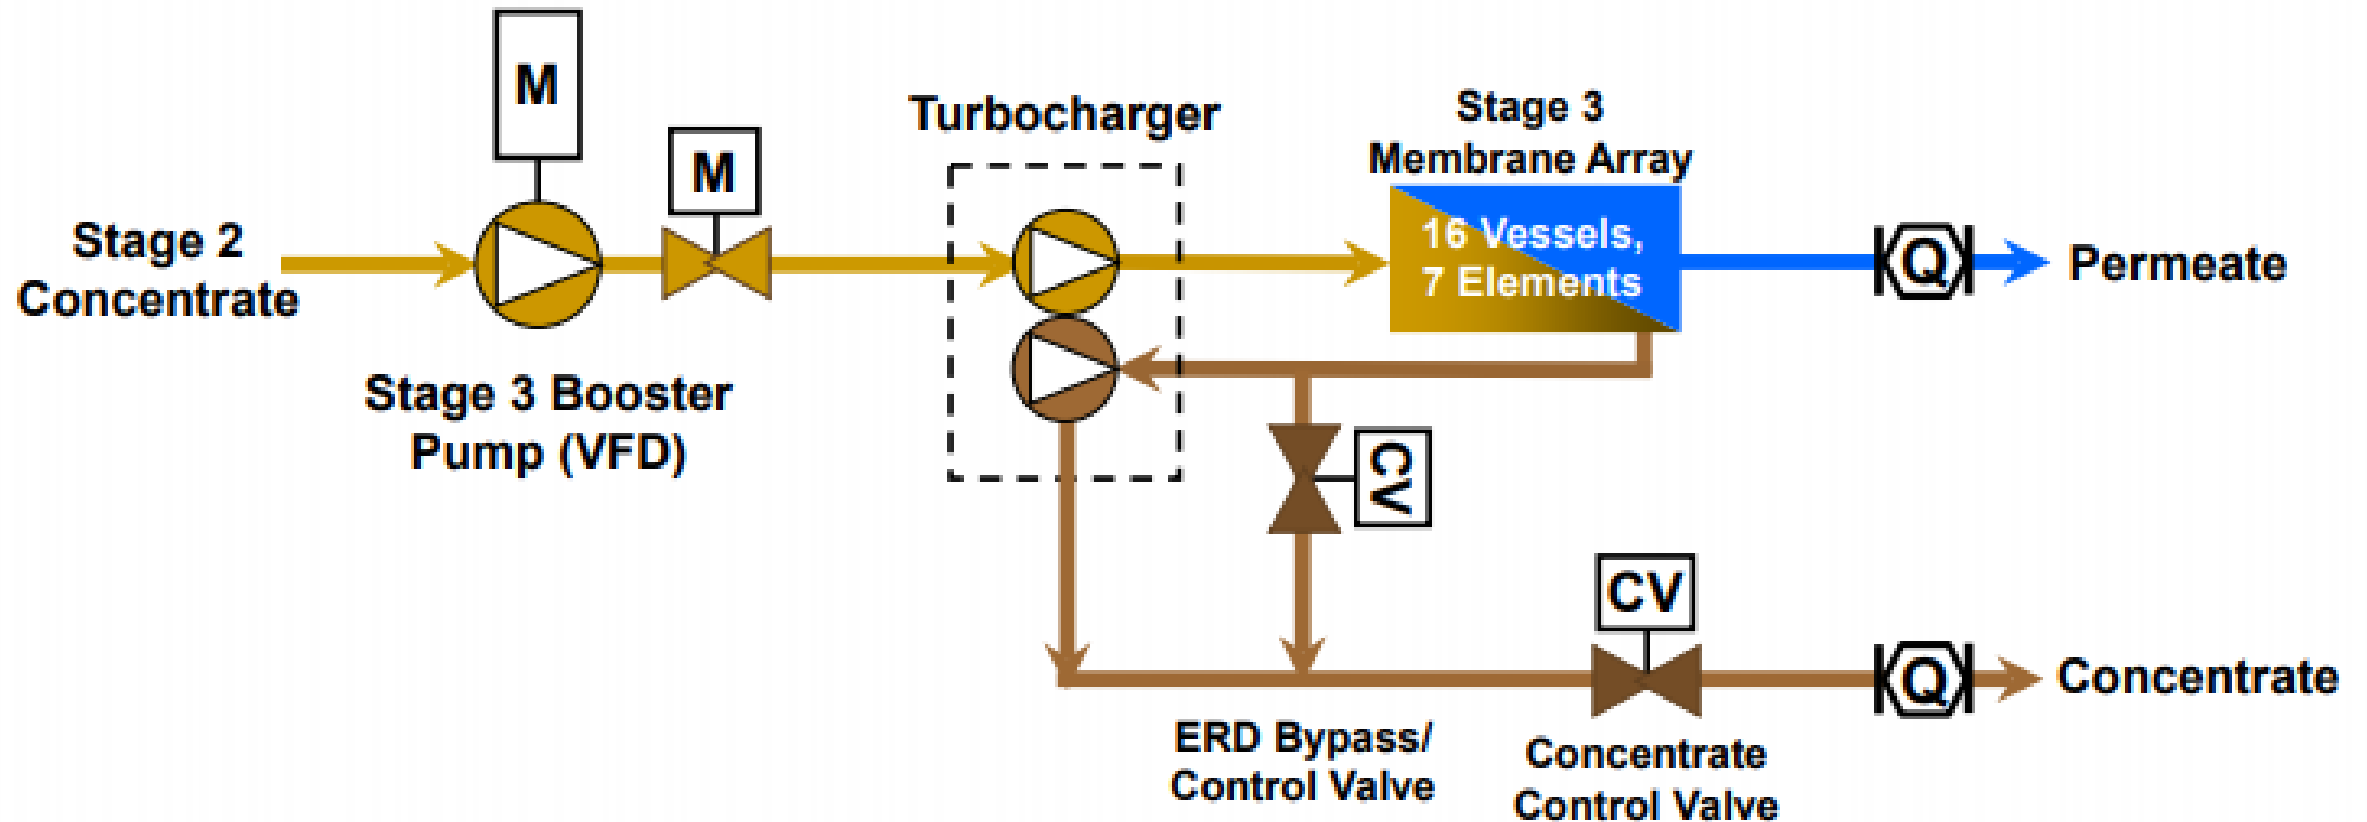 M
M
Turbocharger
Stage 3
Membrane Array
16 Vessels,
7 Elements
Stage 2
Concentrate
Q
Permeate
Stage 3 Booster
Pump (VFD)
CV
CV
Q
Concentrate
ERD Bypass/
Control Valve
Concentrate
Control Valve